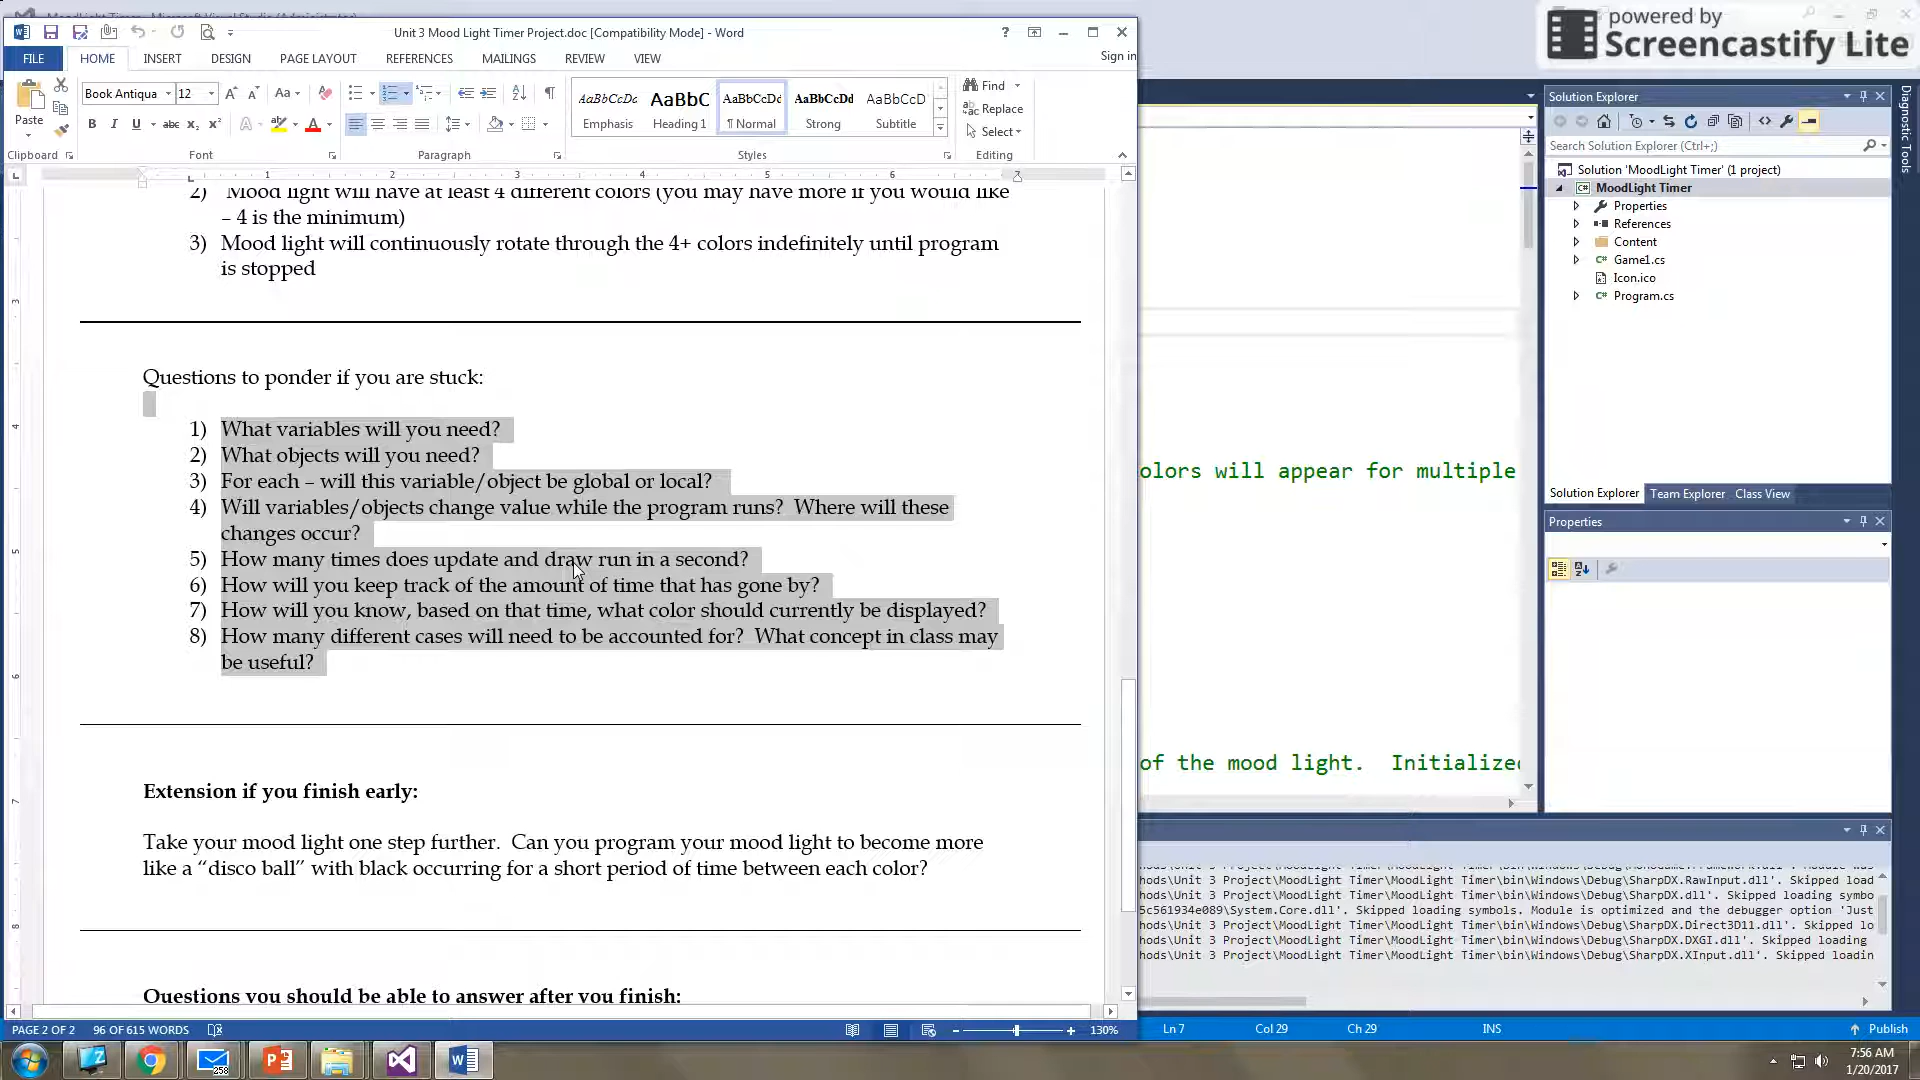 MoodLight Timer - Microsoft Visual Studio (Administrator)
Unit 3 Mood Light Timer Project.doc [Compatibility Mode] - Word
powered by
Screencastify Lite
FILE HOME INSERT DESIGN PAGE LAYOUT REFERENCES MAILINGS REVIEW VIEW Sign in
Paste
Book Antiqua 12
AaBbCcDc AaBbC AaBbCcDd AaBbCcDd AaBbCcD
Emphasis Heading 1 ¶ Normal Strong Subtitle
Find
Replace
Select
Clipboard Font Paragraph Styles Editing
2) Mood light will have at least 4 different colors (you may have more if you would like
– 4 is the minimum)
3) Mood light will continuously rotate through the 4+ colors indefinitely until program
is stopped
Questions to ponder if you are stuck:
1) What variables will you need?
2) What objects will you need?
3) For each – will this variable/object be global or local?
4) Will variables/objects change value while the program runs? Where will these
changes occur?
5) How many times does update and draw run in a second?
6) How will you keep track of the amount of time that has gone by?
7) How will you know, based on that time, what color should currently be displayed?
8) How many different cases will need to be accounted for? What concept in class may
be useful?
Extension if you finish early:
Take your mood light one step further. Can you program your mood light to become more
like a “disco ball” with black occurring for a short period of time between each color?
Questions you should be able to answer after you finish:
PAGE 2 OF 2 96 OF 615 WORDS 130%
olors will appear for multiple
of the mood light. Initialized
Solution Explorer
Search Solution Explorer (Ctrl+;)
Solution 'MoodLight Timer' (1 project)
MoodLight Timer
Properties
References
Content
Game1.cs
Icon.ico
Program.cs
Solution Explorer Team Explorer Class View
Properties
Diagnostic Tools
hods\Unit 3 Project\MoodLight Timer\MoodLight Timer\bin\Windows\Debug\SharpDX.RawInput.dll'. Skipped load
hods\Unit 3 Project\MoodLight Timer\MoodLight Timer\bin\Windows\Debug\SharpDX.dll'. Skipped loading symbo
5c561934e089\System.Core.dll'. Skipped loading symbols. Module is optimized and the debugger option 'Just
hods\Unit 3 Project\MoodLight Timer\MoodLight Timer\bin\Windows\Debug\SharpDX.Direct3D11.dll'. Skipped lo
hods\Unit 3 Project\MoodLight Timer\MoodLight Timer\bin\Windows\Debug\SharpDX.DXGI.dll'. Skipped loading
hods\Unit 3 Project\MoodLight Timer\MoodLight Timer\bin\Windows\Debug\SharpDX.XInput.dll'. Skipped loadin
Ln 7 Col 29 Ch 29 INS Publish
258
7:56 AM
1/20/2017